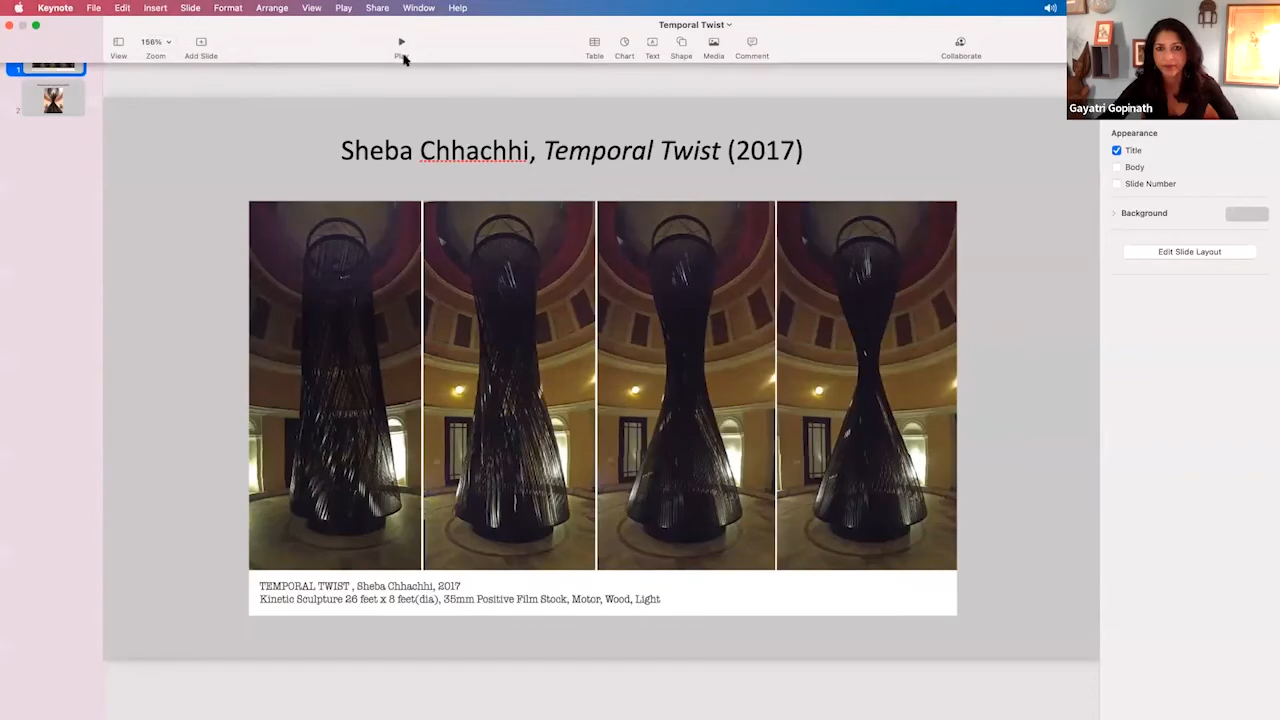 Keynote File Edit Insert Slide Format Arrange View Play Share Window Help
Temporal Twist
156%
View Zoom Add Slide Play Table Chart Text Shape Media Comment Collaborate
Gayatri Gopinath
1
2
Sheba Chhachhi, Temporal Twist (2017)
TEMPORAL TWIST , Sheba Chhachhi, 2017
Kinetic Sculpture 26 feet x 8 feet(dia), 35mm Positive Film Stock, Motor, Wood, Light
Appearance
Title
Body
Slide Number
Background
Edit Slide Layout